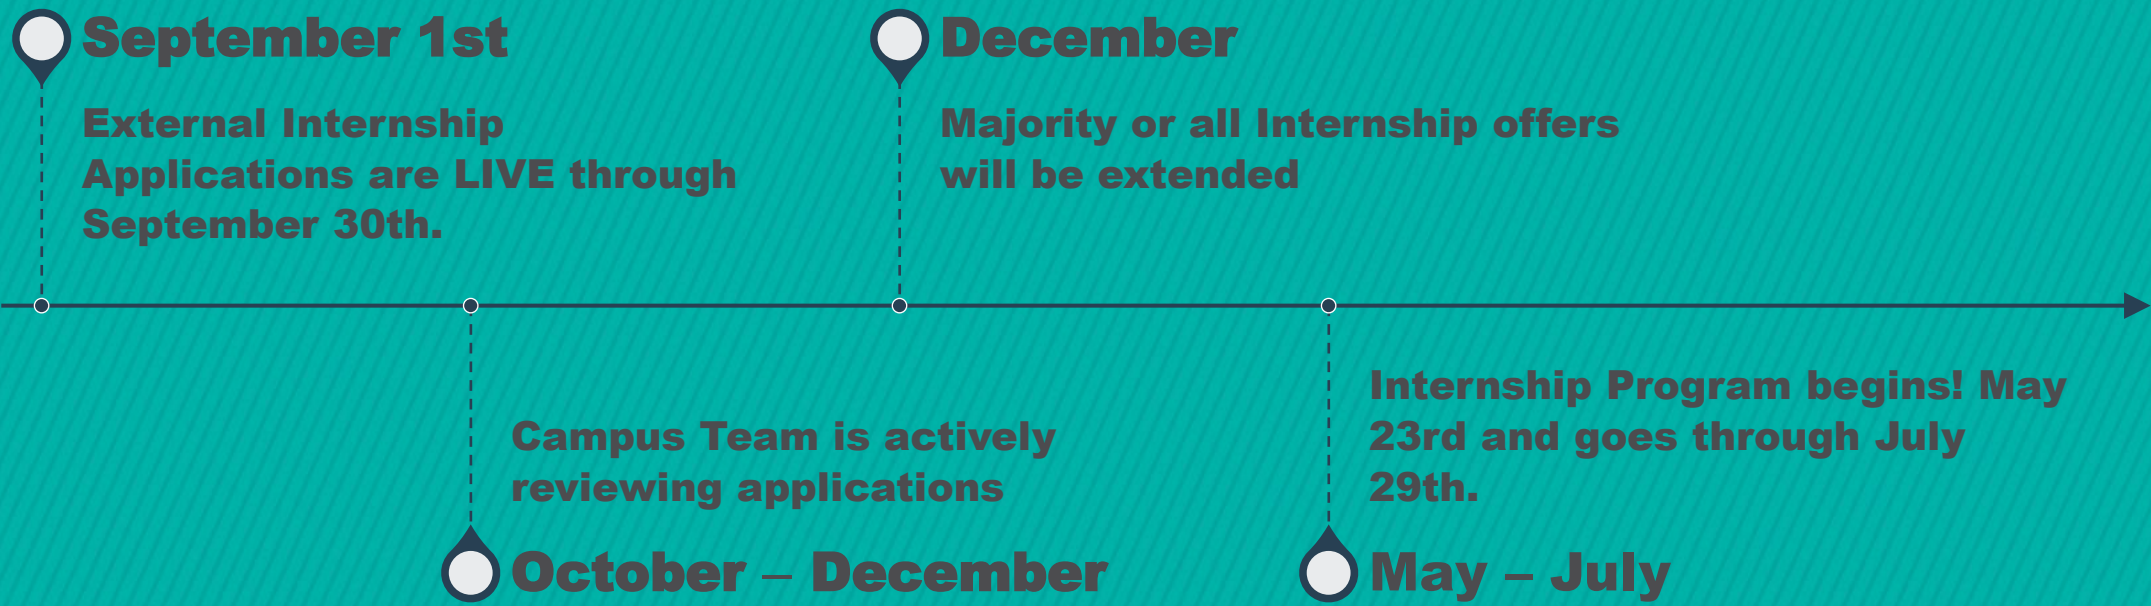 September 1st
External Internship
Applications are LIVE through
September 30th.
October – December
Campus Team is actively
reviewing applications
December
Majority or all Internship offers
will be extended
May – July
Internship Program begins! May
23rd and goes through July
29th.